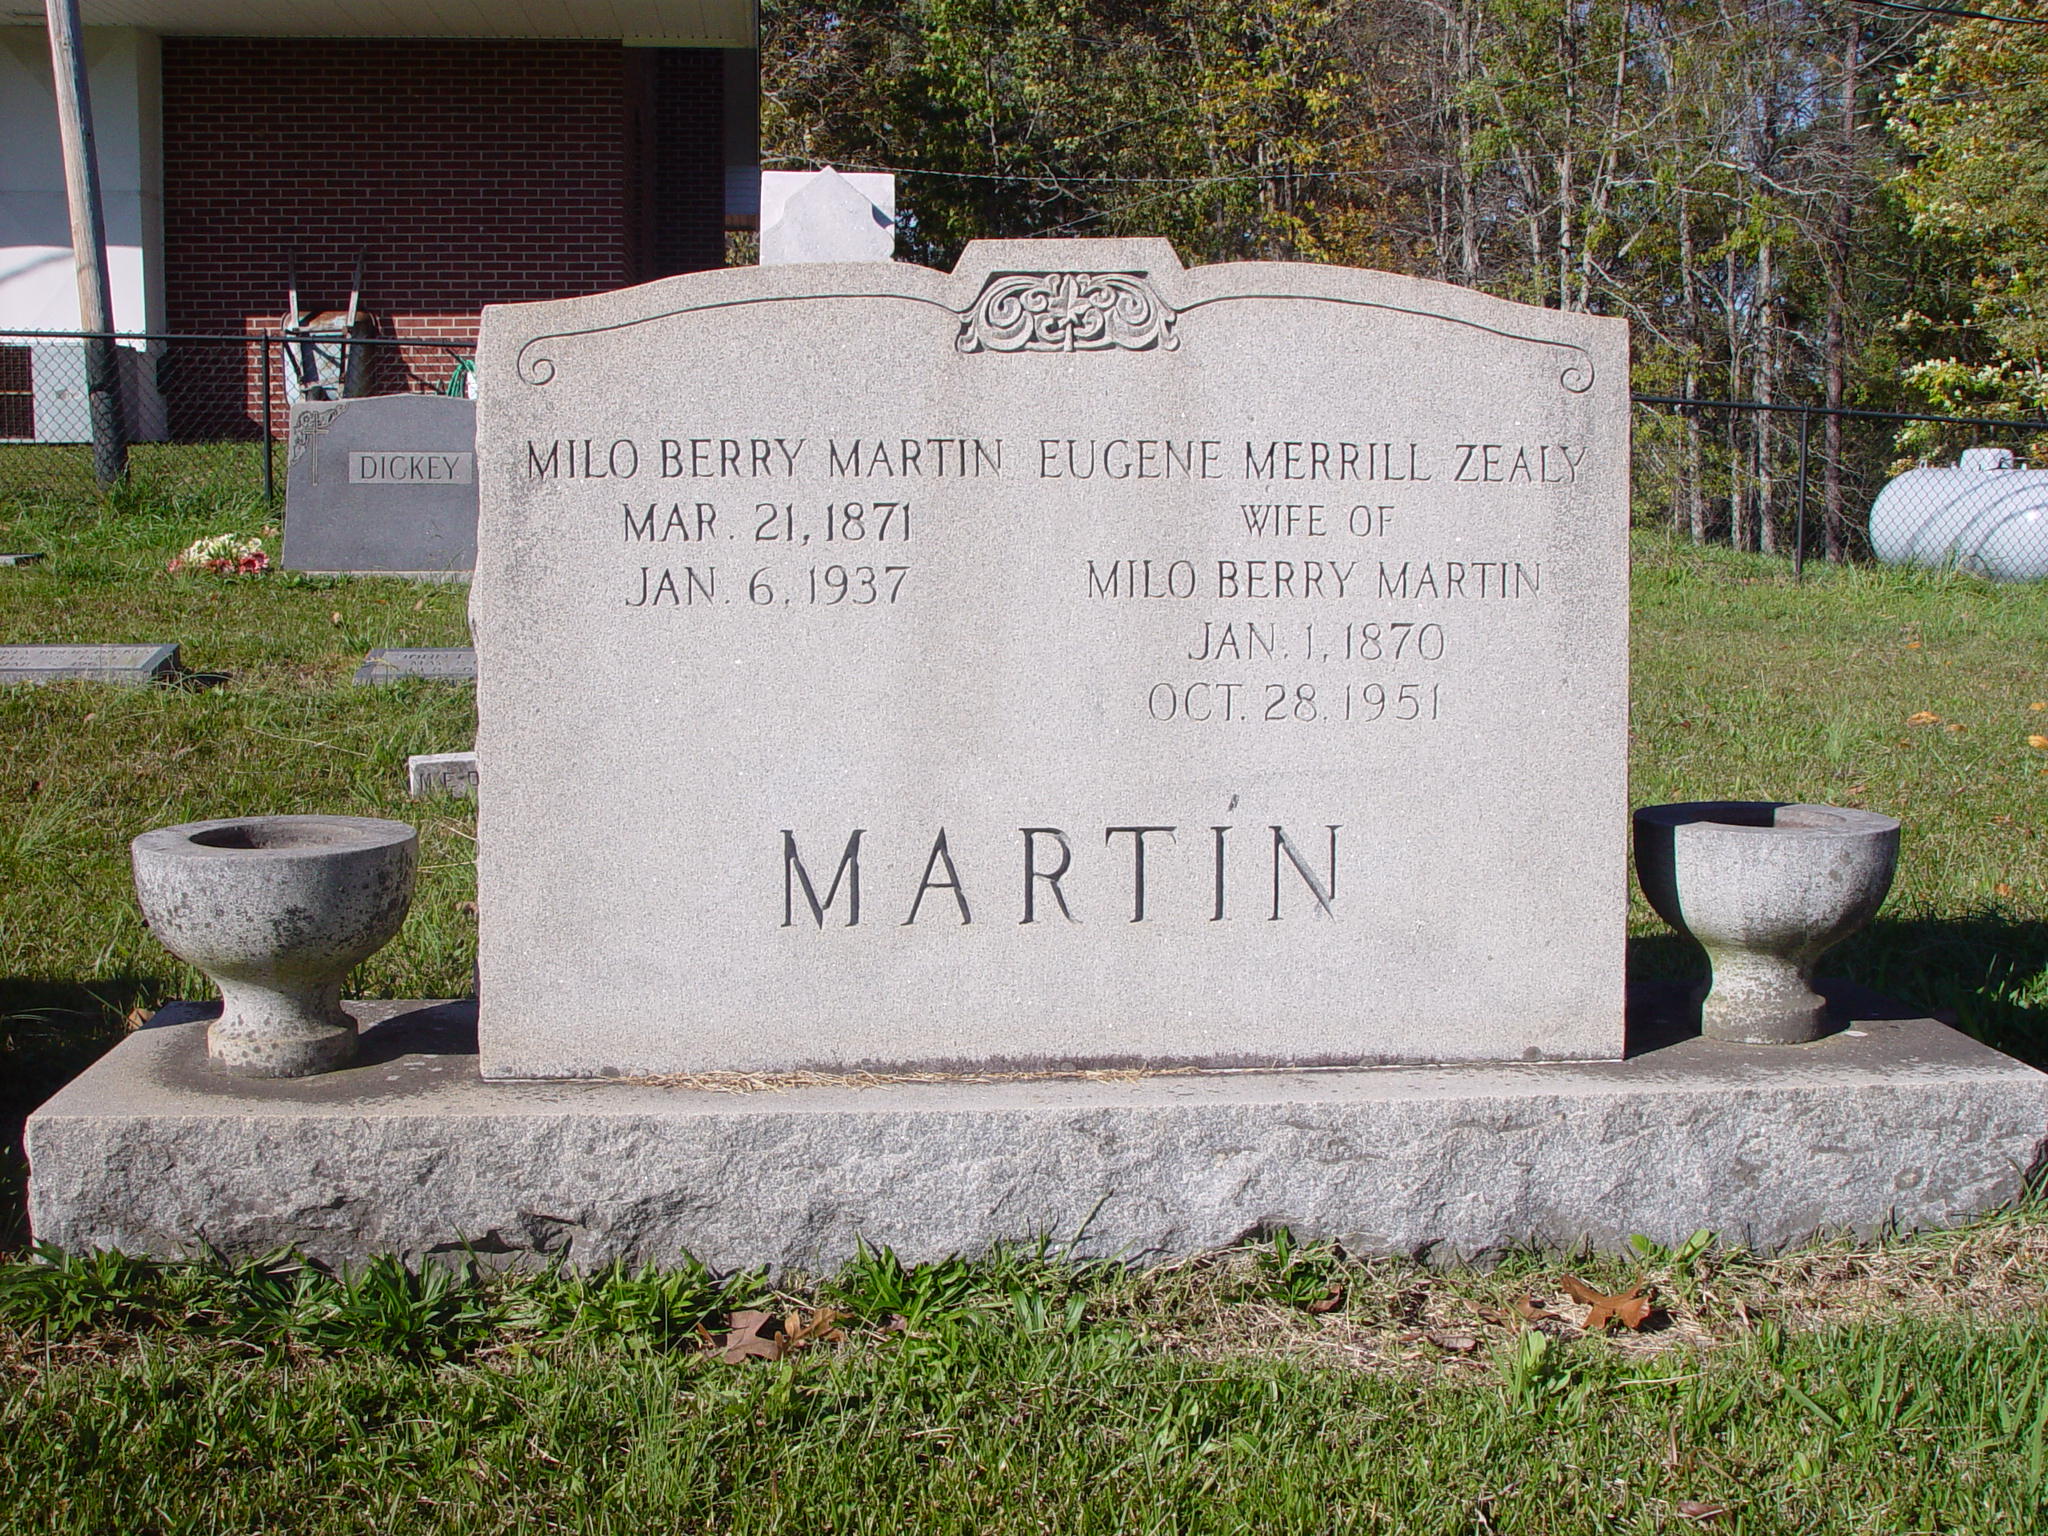 DICKEY
MILO BERRY MARTIN
MAR. 21, 1871
JAN. 6, 1937
EUGENE MERRILL ZEALY
WIFE OF
MILO BERRY MARTIN
JAN. 1, 1870
OCT. 28, 1951
MARTIN